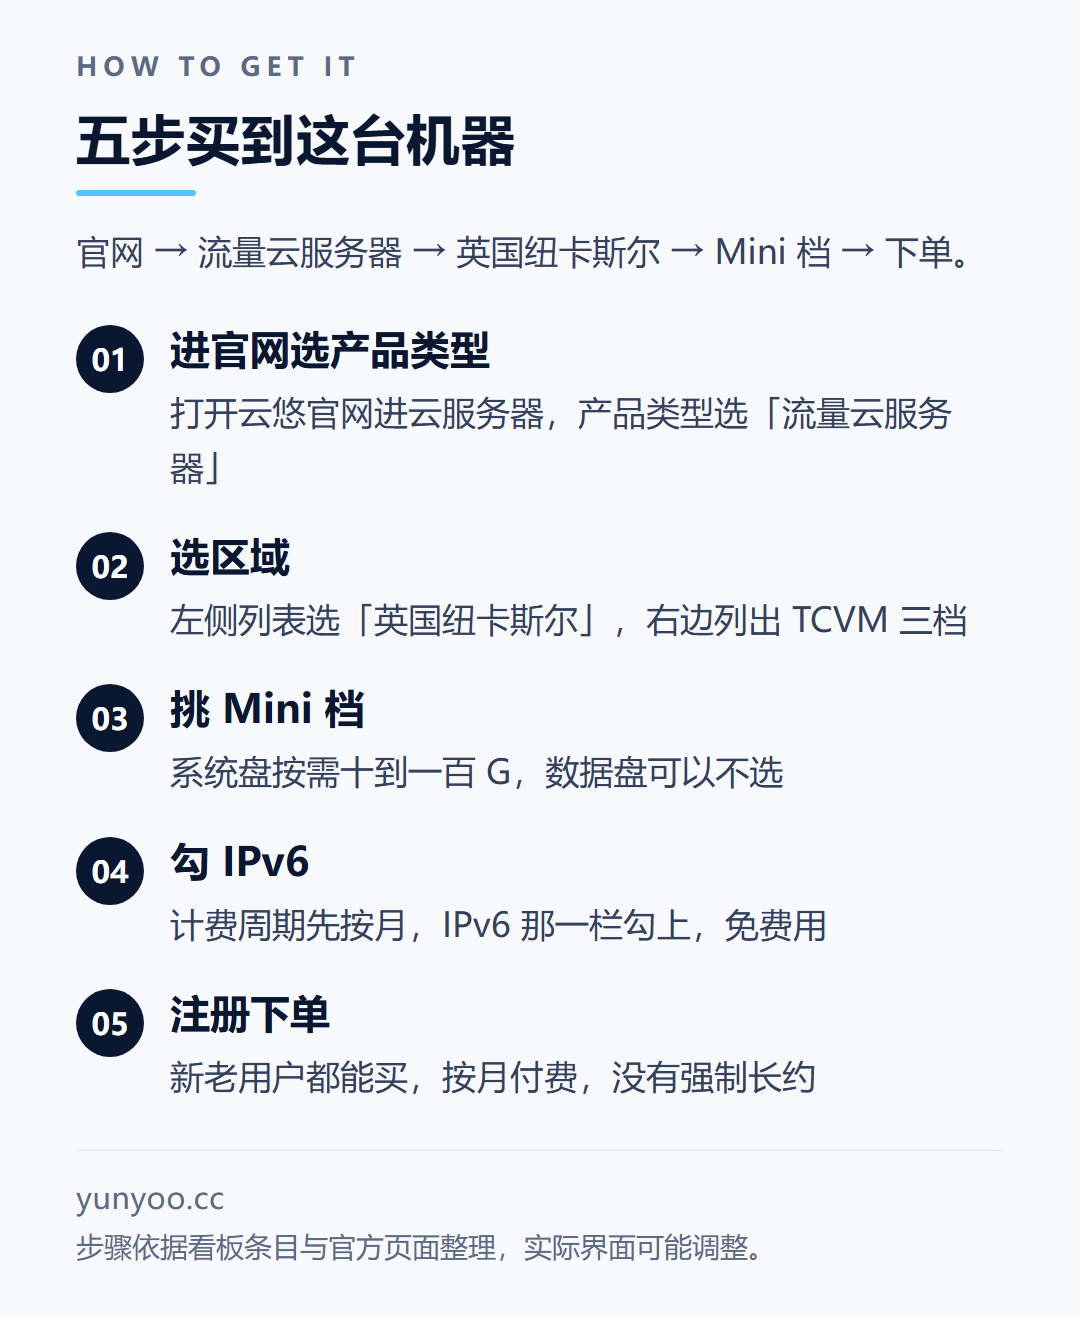 HOW TO GET IT
五步买到这台机器
官网 → 流量云服务器 → 英国纽卡斯尔 → Mini 档 → 下单。
01
进官网选产品类型
打开云悠官网进云服务器，产品类型选「流量云服务
器」
02
选区域
左侧列表选「英国纽卡斯尔」，右边列出 TCVM 三档
03
挑 Mini 档
系统盘按需十到一百 G，数据盘可以不选
04
勾 IPv6
计费周期先按月，IPv6 那一栏勾上，免费用
05
注册下单
新老用户都能买，按月付费，没有强制长约
yunyoo.cc
步骤依据看板条目与官方页面整理，实际界面可能调整。